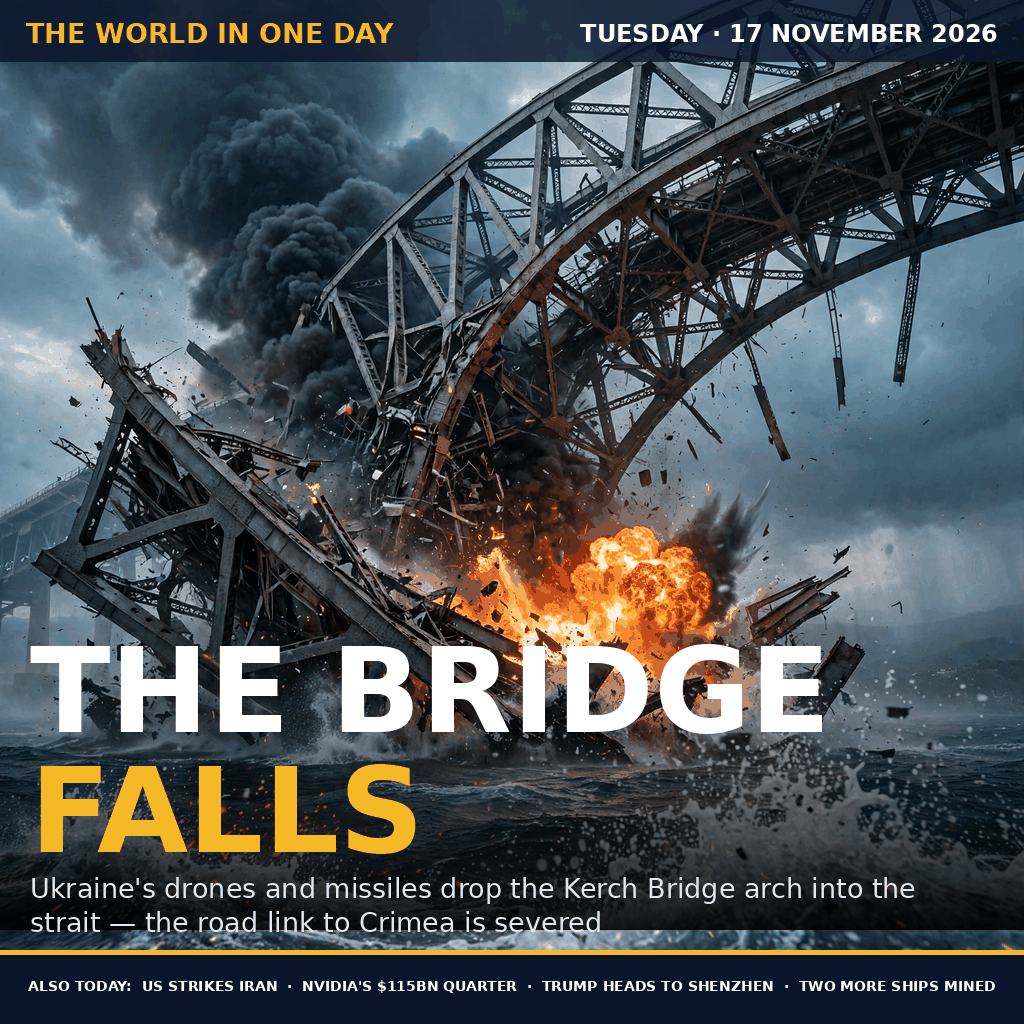 THE WORLD IN ONE DAY
TUESDAY · 17 NOVEMBER 2026
THE BRIDGE
FALLS
Ukraine's drones and missiles drop the Kerch Bridge arch into the
strait — the road link to Crimea is severed
ALSO TODAY: US STRIKES IRAN · NVIDIA'S $115BN QUARTER · TRUMP HEADS TO SHENZHEN · TWO MORE SHIPS MINED